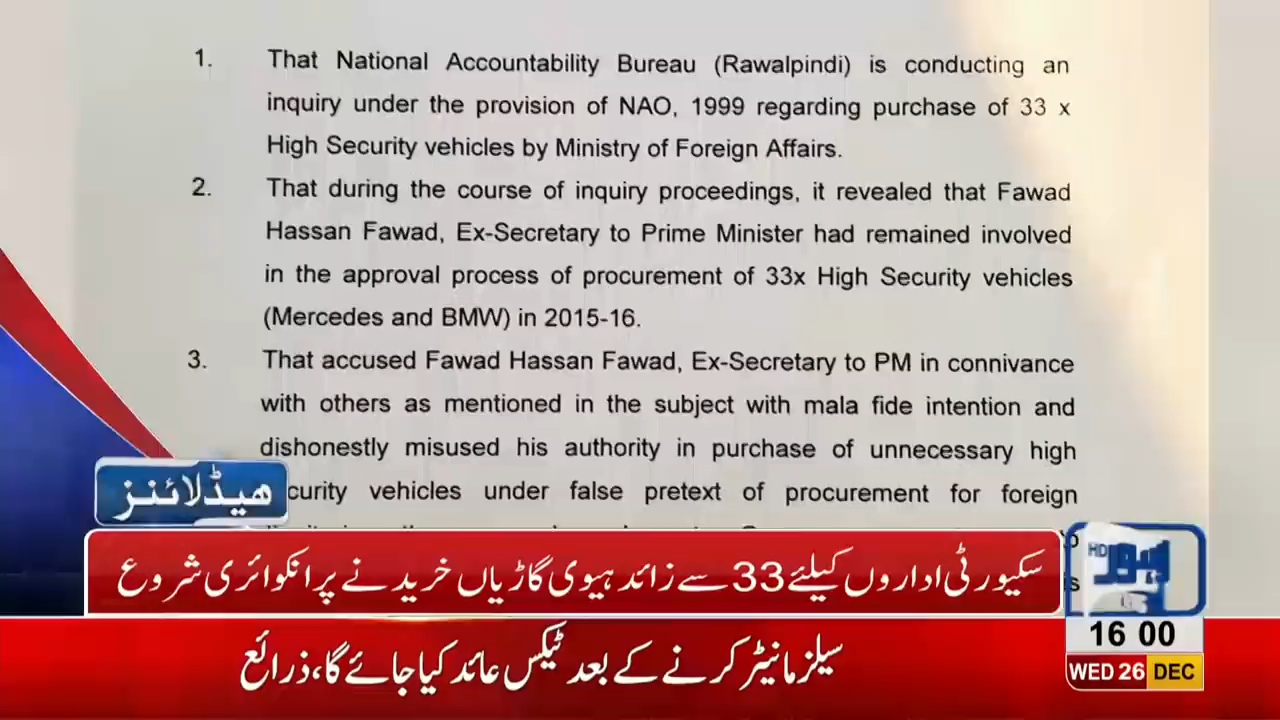 1. That National Accountability Bureau (Rawalpindi) is conducting an
inquiry under the provision of NAO, 1999 regarding purchase of 33 x
High Security vehicles by Ministry of Foreign Affairs.
2. That during the course of inquiry proceedings, it revealed that Fawad
Hassan Fawad, Ex-Secretary to Prime Minister had remained involved
in the approval process of procurement of 33x High Security vehicles
(Mercedes and BMW) in 2015-16.
3. That accused Fawad Hassan Fawad, Ex-Secretary to PM in connivance
with others as mentioned in the subject with mala fide intention and
dishonestly misused his authority in purchase of unnecessary high
curity vehicles under false pretext of procurement for foreign
ہیڈلائنز
سکیورٹی اداروں کیلئے 33 سے زائد ہیوی گاڑیاں خریدنے پر انکوائری شروع
HD
لاہور
16 00
سیلز مانیٹر کرنے کے بعد ٹیکس عائد کیا جائے گا، ذرائع
WED 26 DEC